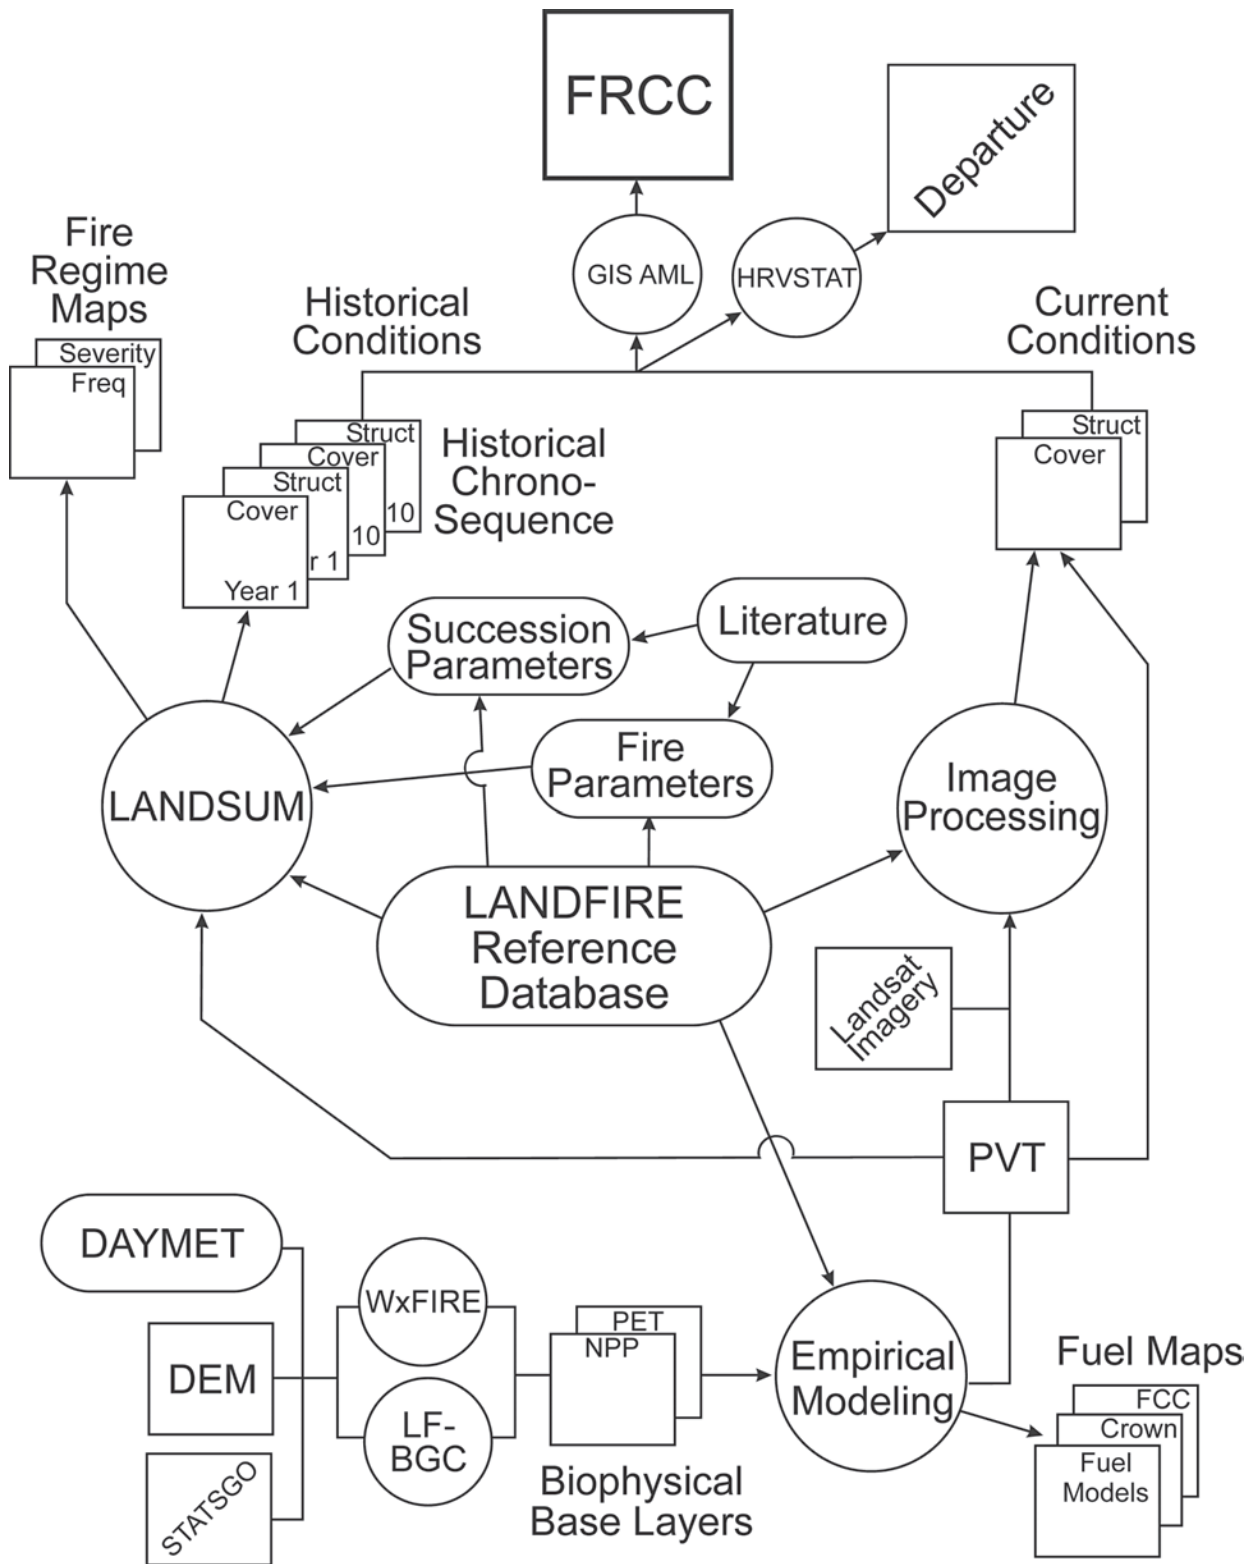 FRCC
Departure
GIS AML
HRVSTAT
Fire
Regime
Maps
Severity
Freq
Historical
Conditions
Current
Conditions
Struct
Cover
10
Struct
10
Cover
r 1
Year 1
Historical
Chrono-
Sequence
Struct
Cover
Succession
Parameters
Literature
Fire
Parameters
LANDSUM
Image
Processing
LANDFIRE
Reference
Database
Landsat
Imagery
PVT
DAYMET
DEM
STATSGO
WxFIRE
LF-
BGC
PET
NPP
Biophysical
Base Layers
Empirical
Modeling
Fuel Maps
FCC
Crown
Fuel
Models